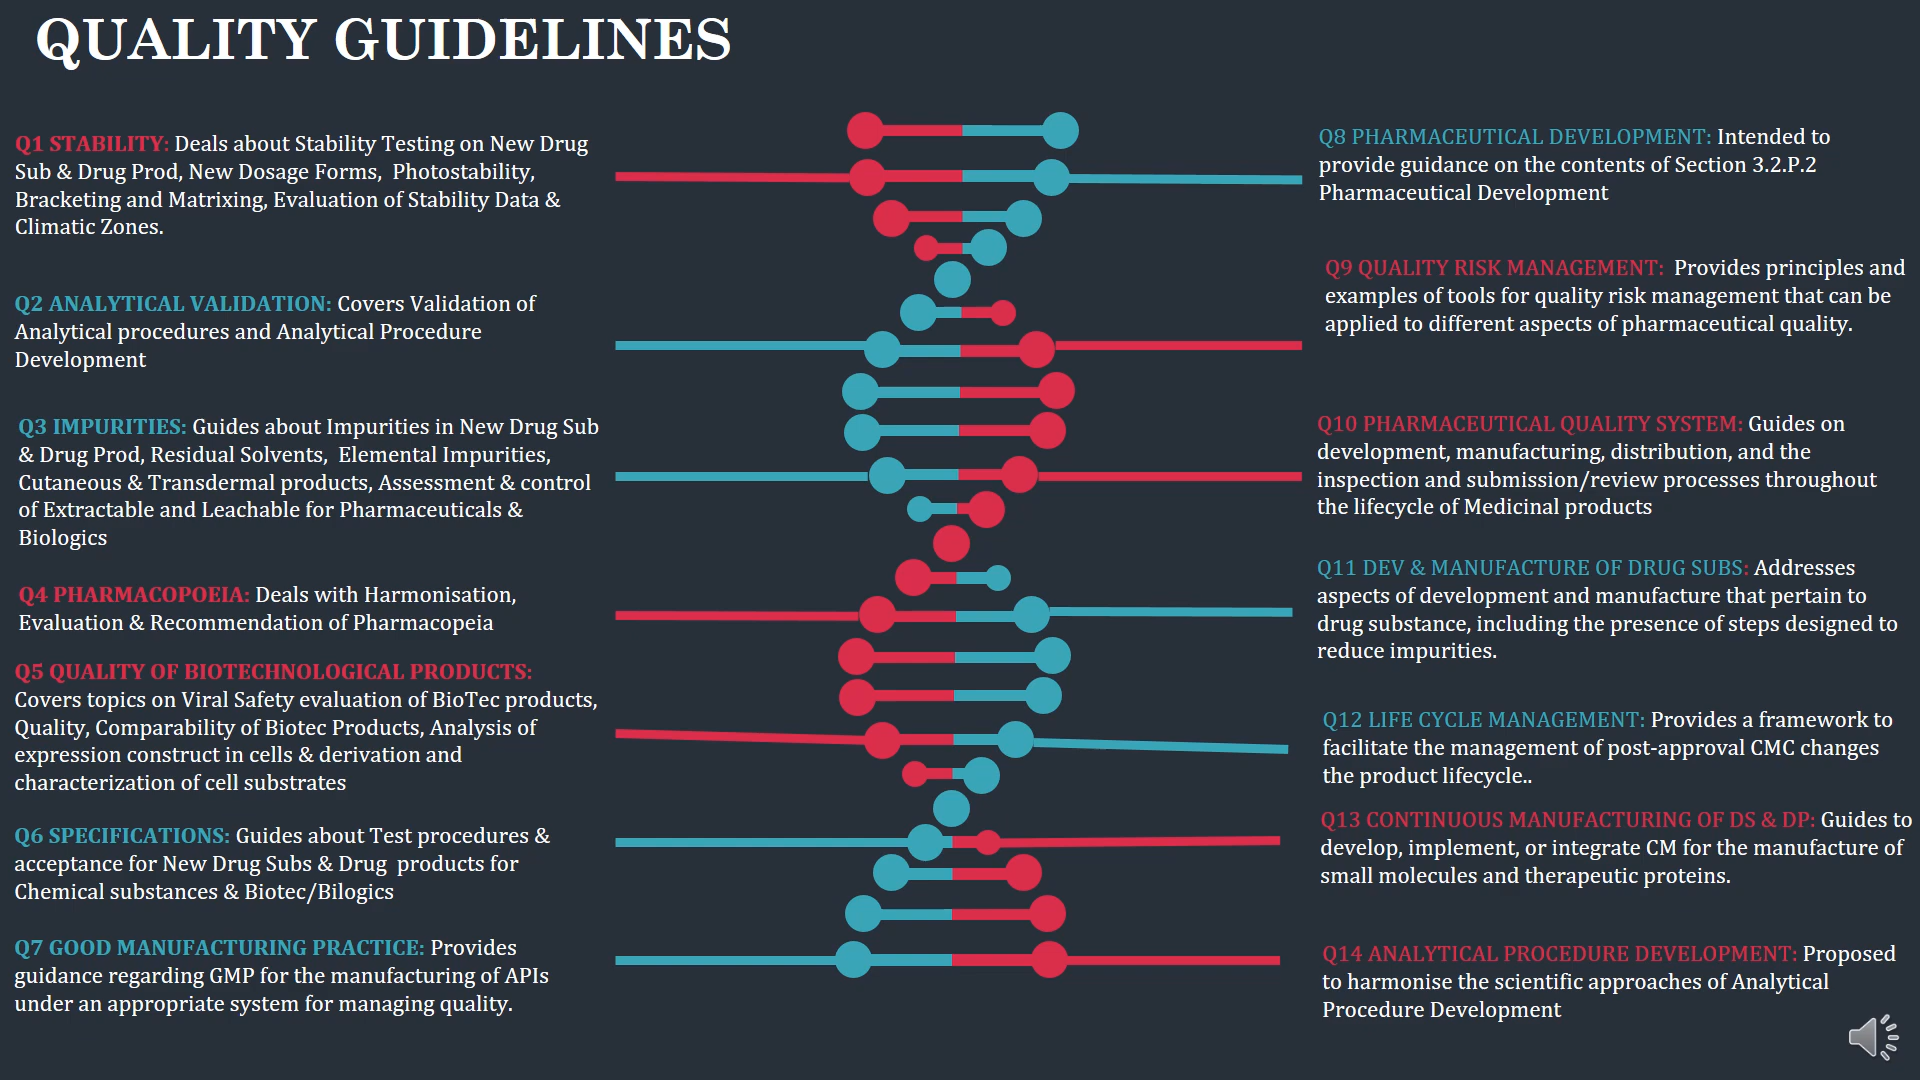 QUALITY GUIDELINES
Q1 STABILITY: Deals about Stability Testing on New Drug
Sub & Drug Prod, New Dosage Forms, Photostability,
Bracketing and Matrixing, Evaluation of Stability Data &
Climatic Zones.
Q2 ANALYTICAL VALIDATION: Covers Validation of
Analytical procedures and Analytical Procedure
Development
Q3 IMPURITIES: Guides about Impurities in New Drug Sub
& Drug Prod, Residual Solvents, Elemental Impurities,
Cutaneous & Transdermal products, Assessment & control
of Extractable and Leachable for Pharmaceuticals &
Biologics
Q4 PHARMACOPOEIA: Deals with Harmonisation,
Evaluation & Recommendation of Pharmacopeia
Q5 QUALITY OF BIOTECHNOLOGICAL PRODUCTS:
Covers topics on Viral Safety evaluation of BioTec products,
Quality, Comparability of Biotec Products, Analysis of
expression construct in cells & derivation and
characterization of cell substrates
Q6 SPECIFICATIONS: Guides about Test procedures &
acceptance for New Drug Subs & Drug products for
Chemical substances & Biotec/Bilogics
Q7 GOOD MANUFACTURING PRACTICE: Provides
guidance regarding GMP for the manufacturing of APIs
under an appropriate system for managing quality.
Q8 PHARMACEUTICAL DEVELOPMENT: Intended to
provide guidance on the contents of Section 3.2.P.2
Pharmaceutical Development
Q9 QUALITY RISK MANAGEMENT: Provides principles and
examples of tools for quality risk management that can be
applied to different aspects of pharmaceutical quality.
Q10 PHARMACEUTICAL QUALITY SYSTEM: Guides on
development, manufacturing, distribution, and the
inspection and submission/review processes throughout
the lifecycle of Medicinal products
Q11 DEV & MANUFACTURE OF DRUG SUBS: Addresses
aspects of development and manufacture that pertain to
drug substance, including the presence of steps designed to
reduce impurities.
Q12 LIFE CYCLE MANAGEMENT: Provides a framework to
facilitate the management of post-approval CMC changes
the product lifecycle..
Q13 CONTINUOUS MANUFACTURING OF DS & DP: Guides to
develop, implement, or integrate CM for the manufacture of
small molecules and therapeutic proteins.
Q14 ANALYTICAL PROCEDURE DEVELOPMENT: Proposed
to harmonise the scientific approaches of Analytical
Procedure Development